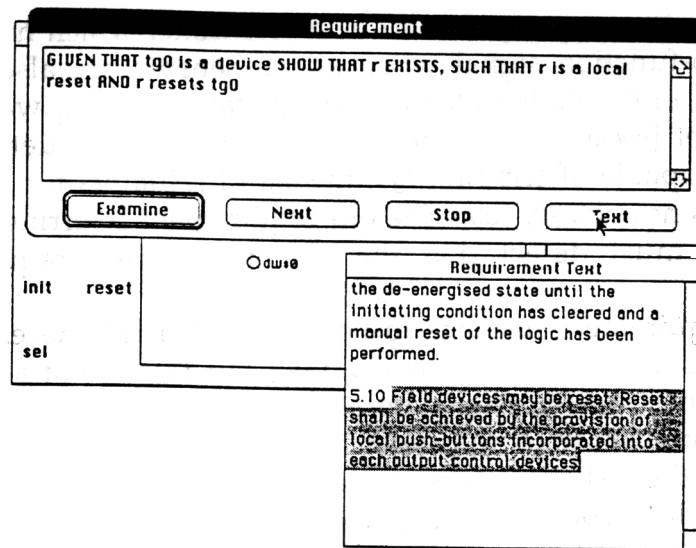 Requirement
GIVEN THAT tg0 is a device SHOW THAT r EXISTS, SUCH THAT r is a local
reset AND r resets tg0
Examine
Next
Stop
Text
dws0
init reset
sel
Requirement Text
the de-energised state until the
initiating condition has cleared and a
manual reset of the logic has been
performed.
5.10 Field devices may be reset. Reset
shall be achieved by the provision of
local push-buttons incorporated into
each output control devices